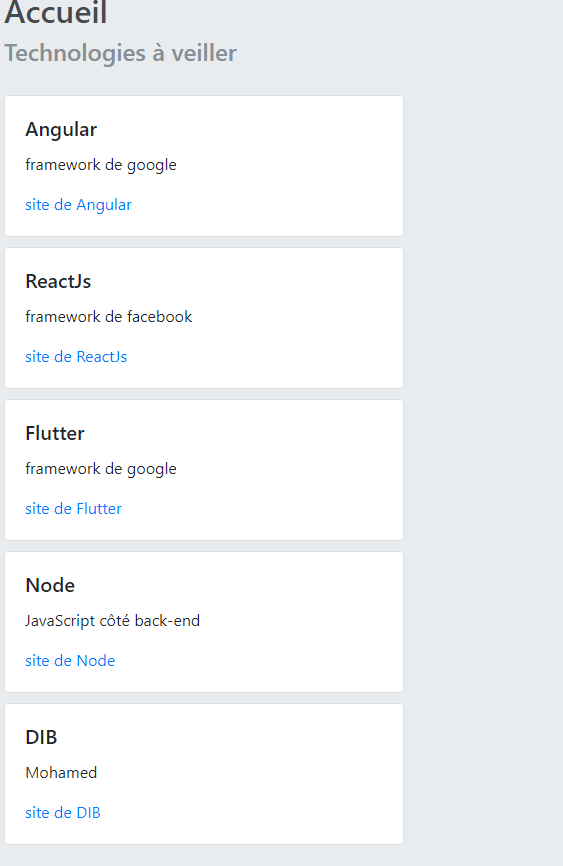 Accueil
Technologies à veiller
Angular
framework de google
site de Angular
ReactJs
framework de facebook
site de ReactJs
Flutter
framework de google
site de Flutter
Node
JavaScript côté back-end
site de Node
DIB
Mohamed
site de DIB